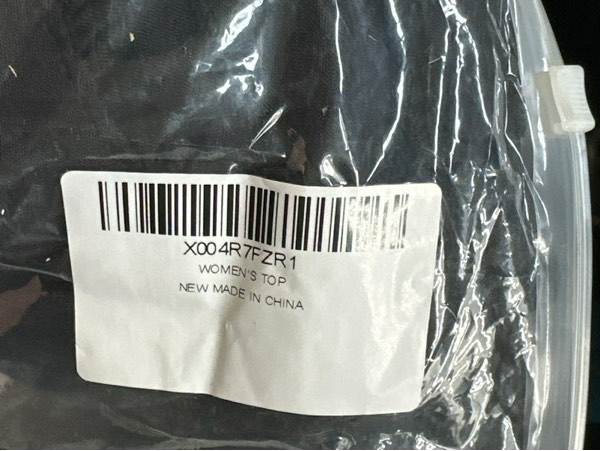 X004R7FZR1
WOMEN'S TOP
NEW MADE IN CHINA